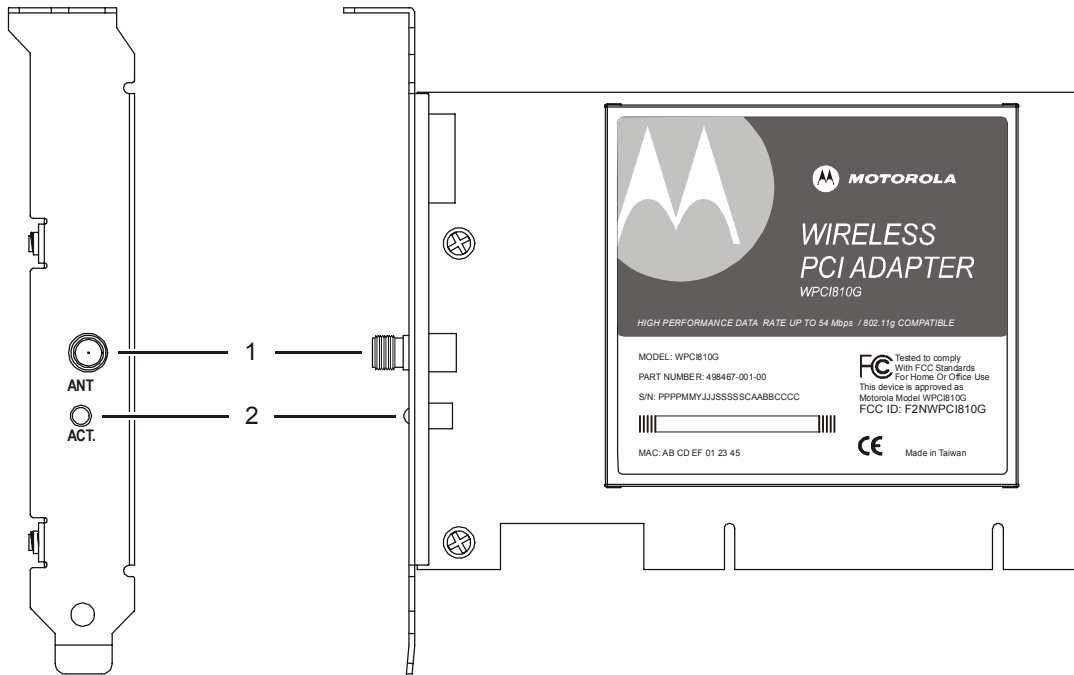 1
ANT
2
ACT.
MOTOROLA
WIRELESS
PCI ADAPTER
WPCI810G
HIGH PERFORMANCE DATA RATE UP TO 54 Mbps / 802.11g COMPATIBLE
MODEL: WPCI810G
PART NUMBER: 498467-001-00
S/N: PPPPMMYJJJSSSSSCAABBCCCC
MAC: AB CD EF 01 23 45
FC Tested to comply
With FCC Standards
For Home Or Office Use
This device is approved as
Motorola Model WPCI810G
FCC ID: F2NWPCI810G
CE
Made in Taiwan